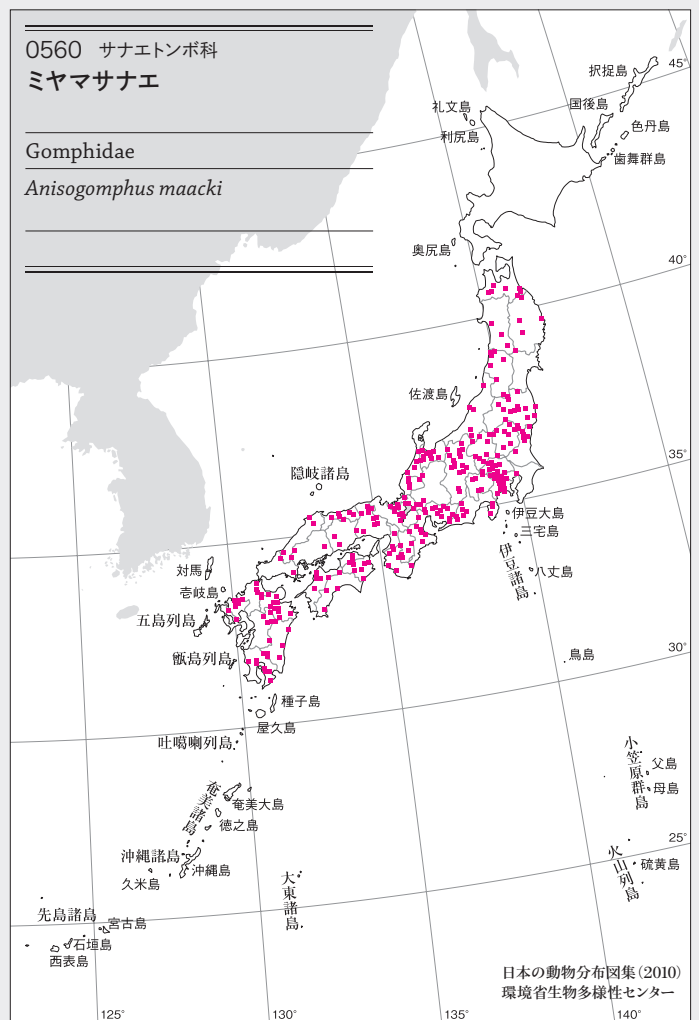 0560 サナエトンボ科
ミヤマサナエ
Gomphidae
Anisogomphus maacki
45°
択捉島
礼文島
国後島
色丹島
利尻島
歯舞群島
奥尻島
40°
佐渡島
35°
隠岐諸島
伊豆大島
三宅島
伊豆諸島
八丈島
対馬
壱岐島
五島列島
甑島列島
鳥島
30°
種子島
屋久島
吐噶喇列島
小笠原群島
父島
母島
奄美諸島
奄美大島
徳之島
25°
沖縄諸島
沖縄島
久米島
火山列島
硫黄島
大東諸島
先島諸島
宮古島
石垣島
西表島
日本の動物分布図集(2010)
環境省生物多様性センター
125°
130°
135°
140°